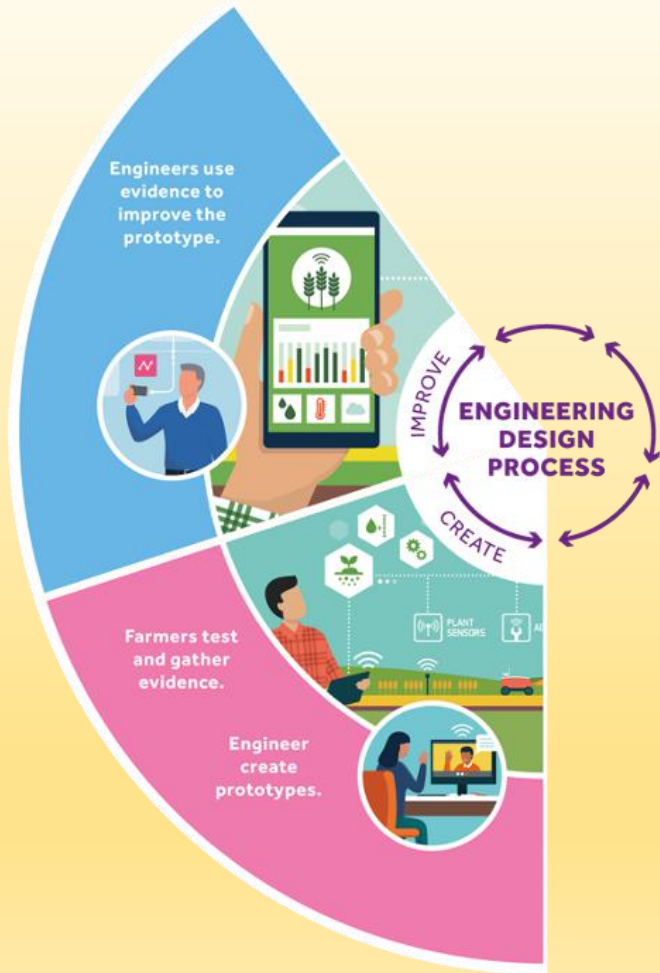 Engineers use
evidence to
improve the
prototype.
IMPROVE
ENGINEERING
DESIGN
PROCESS
CREATE
PLANT
SENSORS
Farmers test
and gather
evidence.
Engineer
create
prototypes.